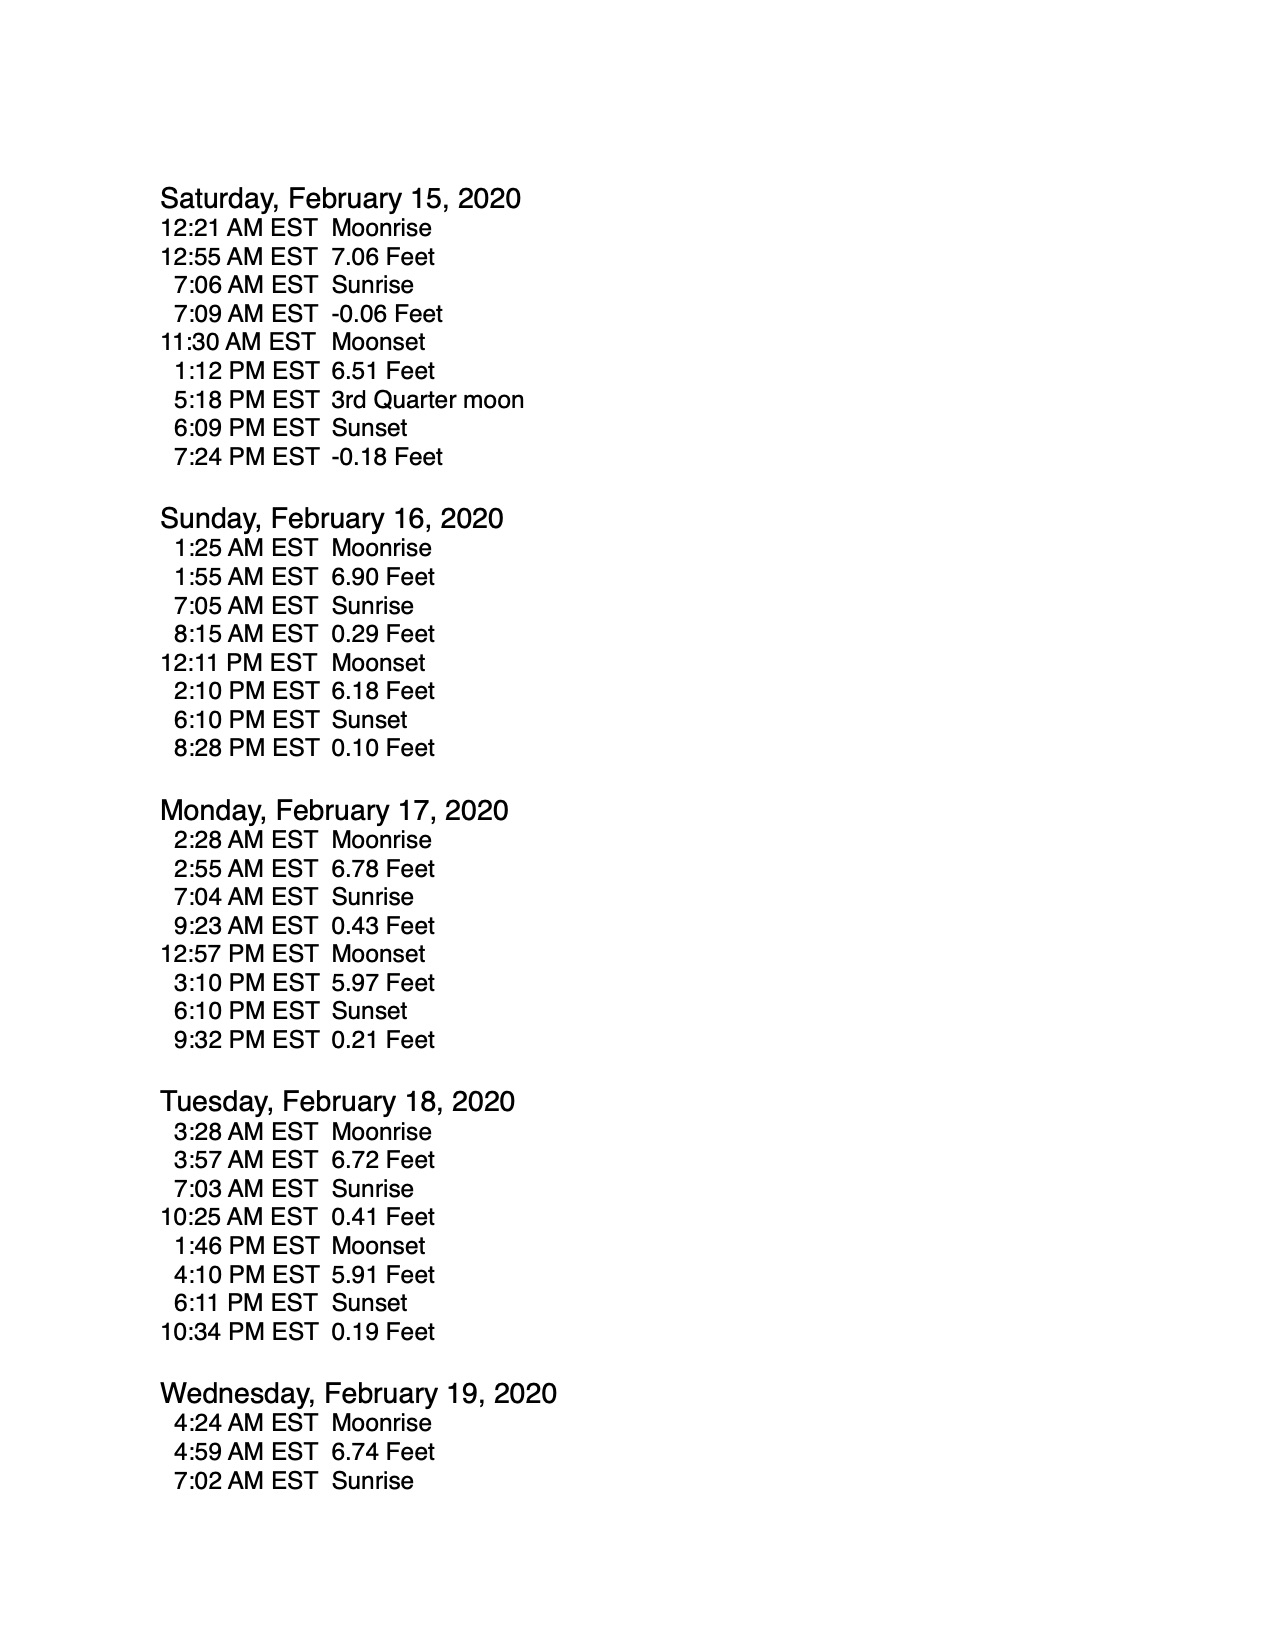 Saturday, February 15, 2020
12:21 AM EST Moonrise
12:55 AM EST 7.06 Feet
7:06 AM EST Sunrise
7:09 AM EST -0.06 Feet
11:30 AM EST Moonset
1:12 PM EST 6.51 Feet
5:18 PM EST 3rd Quarter moon
6:09 PM EST Sunset
7:24 PM EST -0.18 Feet
Sunday, February 16, 2020
1:25 AM EST Moonrise
1:55 AM EST 6.90 Feet
7:05 AM EST Sunrise
8:15 AM EST 0.29 Feet
12:11 PM EST Moonset
2:10 PM EST 6.18 Feet
6:10 PM EST Sunset
8:28 PM EST 0.10 Feet
Monday, February 17, 2020
2:28 AM EST Moonrise
2:55 AM EST 6.78 Feet
7:04 AM EST Sunrise
9:23 AM EST 0.43 Feet
12:57 PM EST Moonset
3:10 PM EST 5.97 Feet
6:10 PM EST Sunset
9:32 PM EST 0.21 Feet
Tuesday, February 18, 2020
3:28 AM EST Moonrise
3:57 AM EST 6.72 Feet
7:03 AM EST Sunrise
10:25 AM EST 0.41 Feet
1:46 PM EST Moonset
4:10 PM EST 5.91 Feet
6:11 PM EST Sunset
10:34 PM EST 0.19 Feet
Wednesday, February 19, 2020
4:24 AM EST Moonrise
4:59 AM EST 6.74 Feet
7:02 AM EST Sunrise